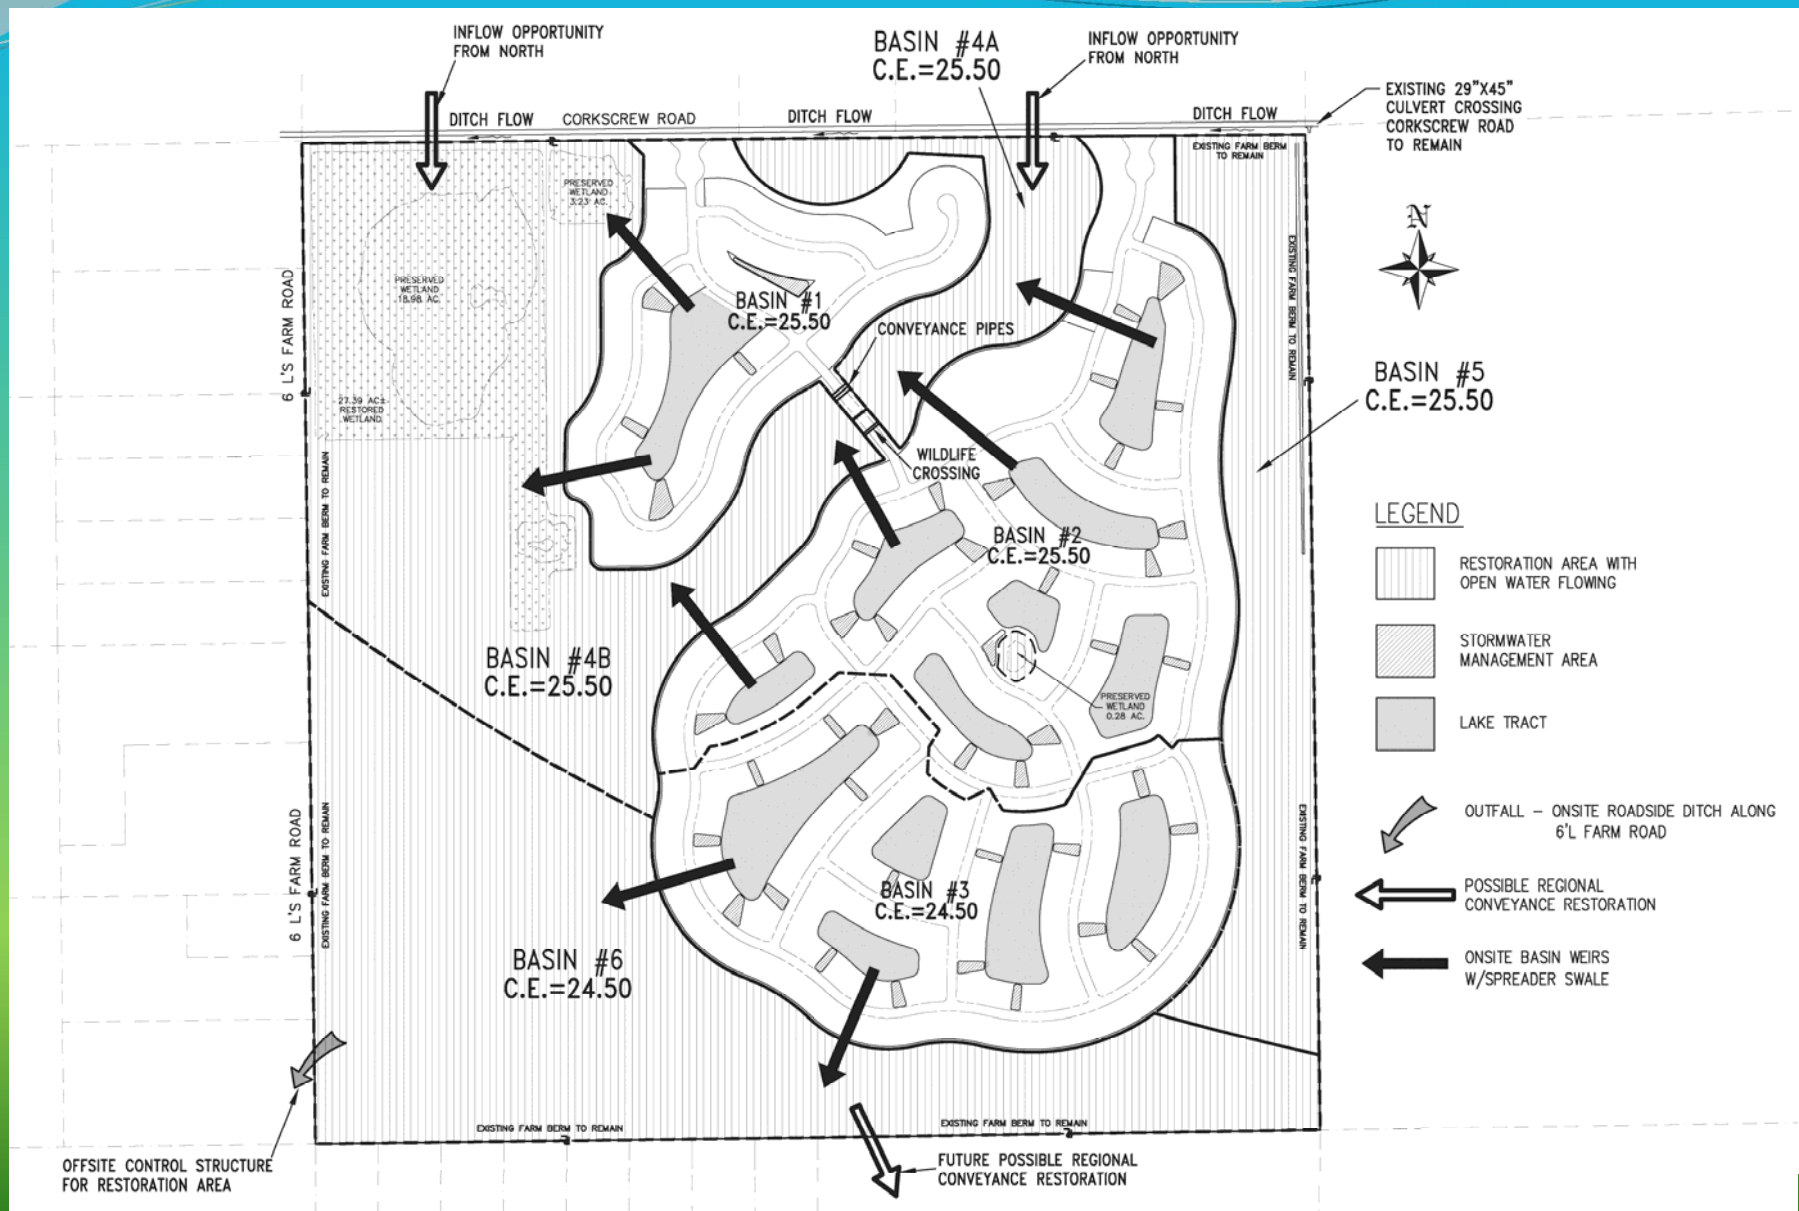 INFLOW OPPORTUNITY
FROM NORTH
BASIN #4A
C.E.=25.50
INFLOW OPPORTUNITY
FROM NORTH
EXISTING 29"X45"
CULVERT CROSSING
CORKSCREW ROAD
TO REMAIN
DITCH FLOW
CORKSCREW ROAD
DITCH FLOW
DITCH FLOW
EXISTING FARM BERM
TO REMAIN
PRESERVED
WETLAND
3.23 AC.
N
PRESERVED
WETLAND
18.98 AC.
6 L'S FARM ROAD
EXISTING FARM BERM TO REMAIN
BASIN #1
C.E.=25.50
CONVEYANCE PIPES
BASIN #5
C.E.=25.50
27.39 AC±
RESTORED
WETLAND
WILDLIFE
CROSSING
EXISTING FARM BERM TO REMAIN
BASIN #2
C.E.=25.50
LEGEND
RESTORATION AREA WITH
OPEN WATER FLOWING
STORMWATER
MANAGEMENT AREA
LAKE TRACT
BASIN #4B
C.E.=25.50
PRESERVED
WETLAND
0.28 AC.
OUTFALL – ONSITE ROADSIDE DITCH ALONG
6'L FARM ROAD
POSSIBLE REGIONAL
CONVEYANCE RESTORATION
ONSITE BASIN WEIRS
W/SPREADER SWALE
6 L'S FARM ROAD
EXISTING FARM BERM TO REMAIN
BASIN #3
C.E.=24.50
EXISTING FARM BERM TO REMAIN
BASIN #6
C.E.=24.50
EXISTING FARM BERM TO REMAIN
EXISTING FARM BERM TO REMAIN
OFFSITE CONTROL STRUCTURE
FOR RESTORATION AREA
FUTURE POSSIBLE REGIONAL
CONVEYANCE RESTORATION